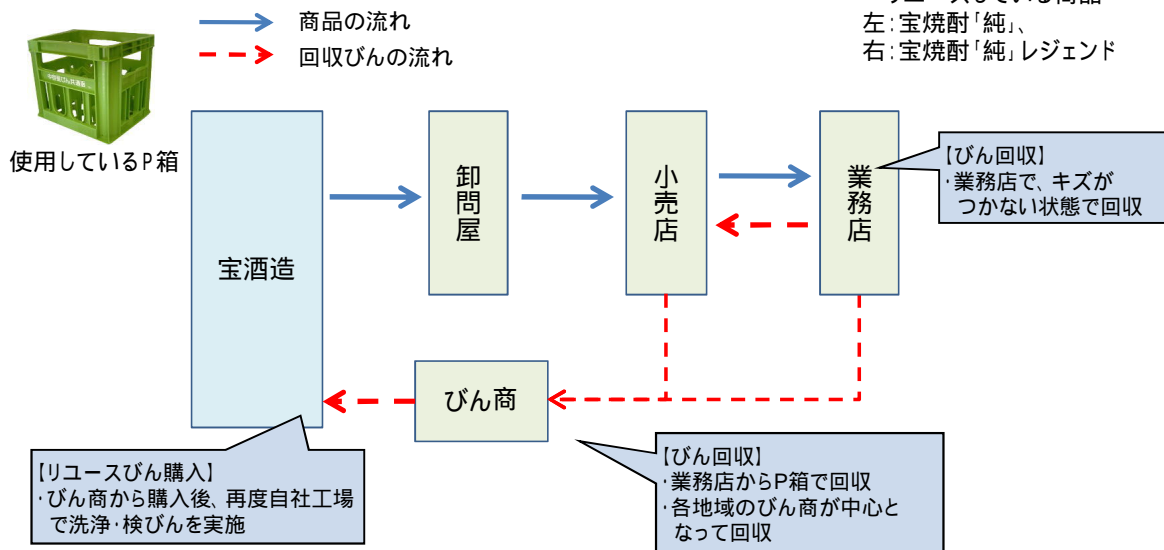 商品の流れ
回収びんの流れ
左:宝焼酎「純」、
右:宝焼酎「純」レジェンド
使用しているP箱
宝酒造
卸問屋
小売店
業務店
【びん回収】
・業務店で、キズが
つかない状態で回収
びん商
【リユースびん購入】
・びん商から購入後、再度自社工場
で洗浄・検びんを実施
【びん回収】
・業務店からP箱で回収
・各地域のびん商が中心と
なって回収